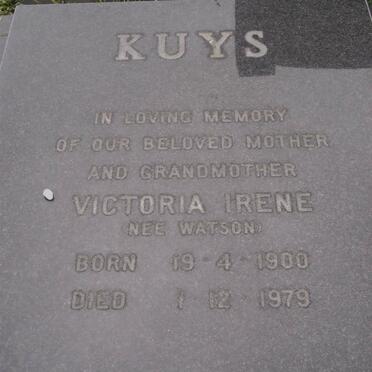 KUYS
IN LOVING MEMORY
OF OUR BELOVED MOTHER
AND GRANDMOTHER
VICTORIA IRENE
(NEE WATSON)
BORN 19-4-1900
DIED 1-12-1979